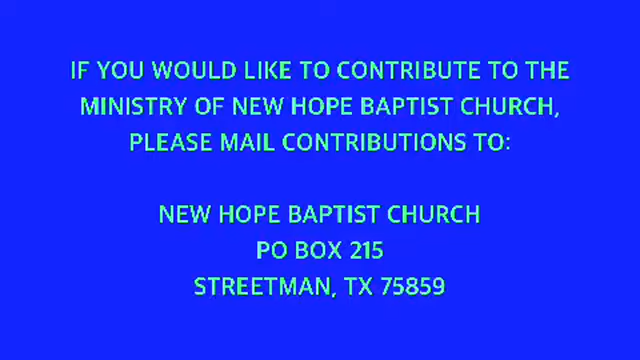 IF YOU WOULD LIKE TO CONTRIBUTE TO THE
MINISTRY OF NEW HOPE BAPTIST CHURCH,
PLEASE MAIL CONTRIBUTIONS TO:
NEW HOPE BAPTIST CHURCH
PO BOX 215
STREETMAN, TX 75859